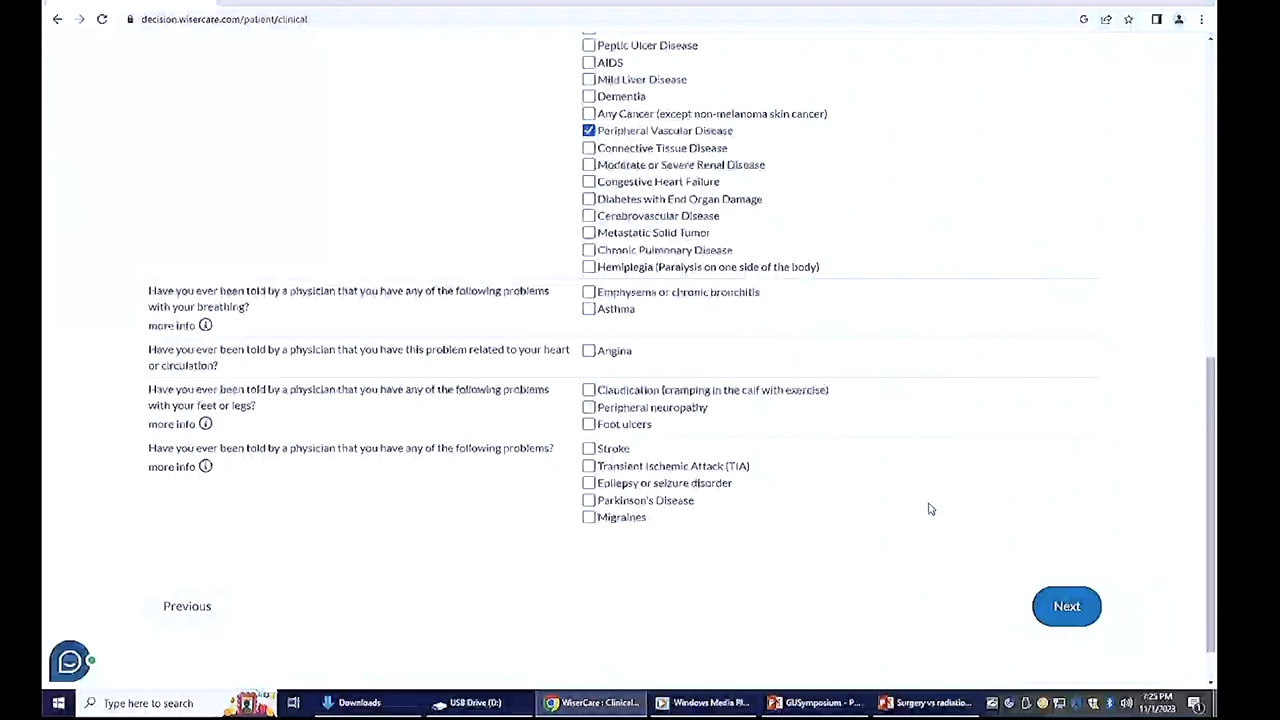 decision.wisercare.com/patient/clinical
Peptic Ulcer Disease
AIDS
Mild Liver Disease
Dementia
Any Cancer (except non-melanoma skin cancer)
Peripheral Vascular Disease
Connective Tissue Disease
Moderate or Severe Renal Disease
Congestive Heart Failure
Diabetes with End Organ Damage
Cerebrovascular Disease
Metastatic Solid Tumor
Chronic Pulmonary Disease
Hemiplegia (Paralysis on one side of the body)
Have you ever been told by a physician that you have any of the following problems
with your breathing?
more info
Emphysema or chronic bronchitis
Asthma
Have you ever been told by a physician that you have this problem related to your heart
or circulation?
Angina
Have you ever been told by a physician that you have any of the following problems
with your feet or legs?
more info
Claudication (cramping in the calf with exercise)
Peripheral neuropathy
Foot ulcers
Have you ever been told by a physician that you have any of the following problems?
more info
Stroke
Transient Ischemic Attack (TIA)
Epilepsy or seizure disorder
Parkinson's Disease
Migraines
Previous
Next
Type here to search
Downloads
USB Drive (D:)
WiserCare : Clinical...
Windows Media Pl...
GUSymposium - P...
Surgery vs radiatio...
7:25 PM
11/1/2023